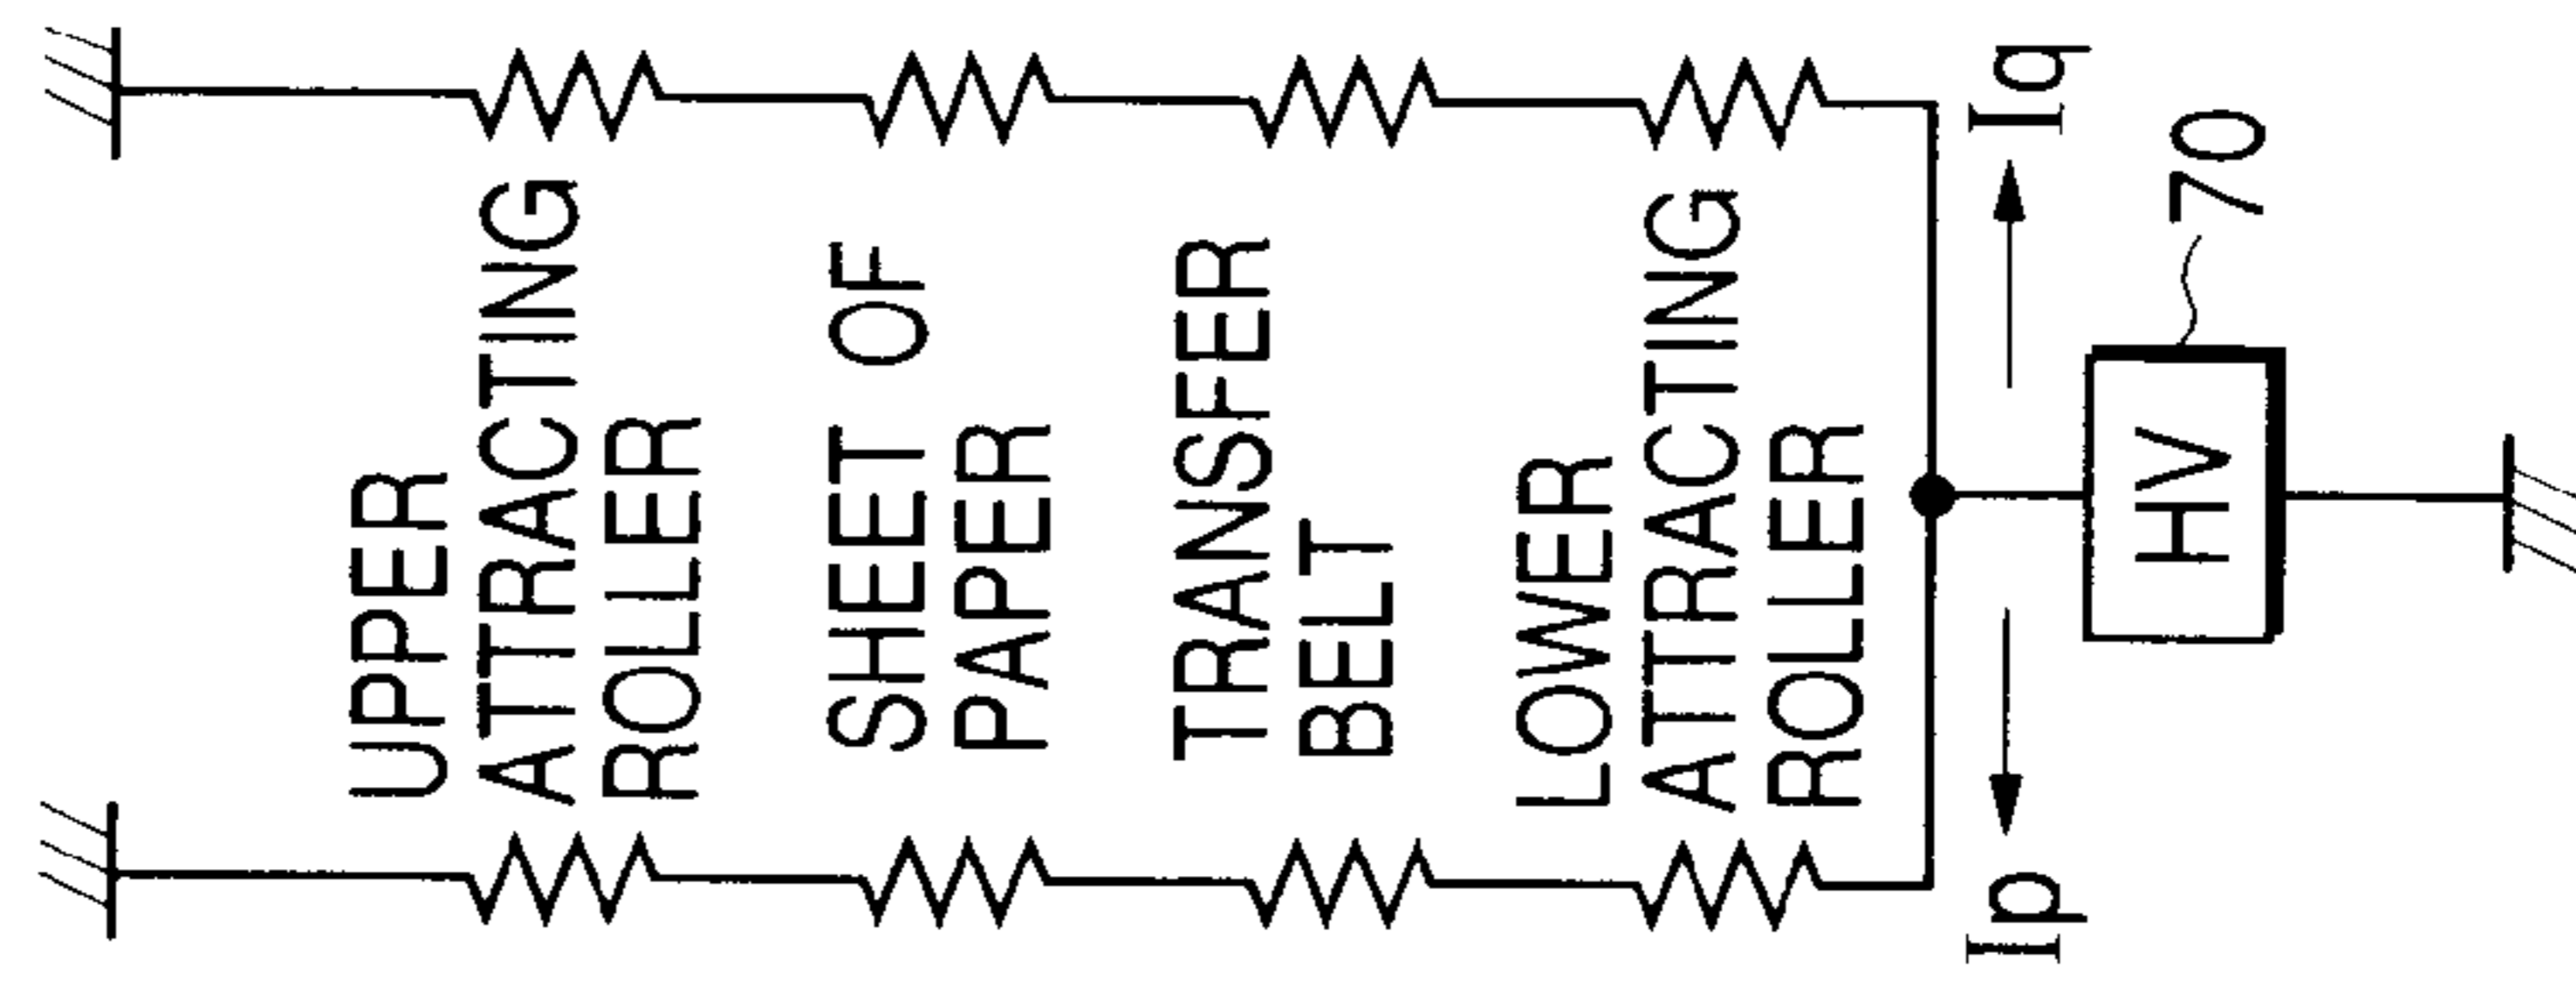 UPPER
ATTRACTING
ROLLER
SHEET OF
PAPER
TRANSFER
BELT
LOWER
ATTRACTING
ROLLER
Ip
Iq
HV
70